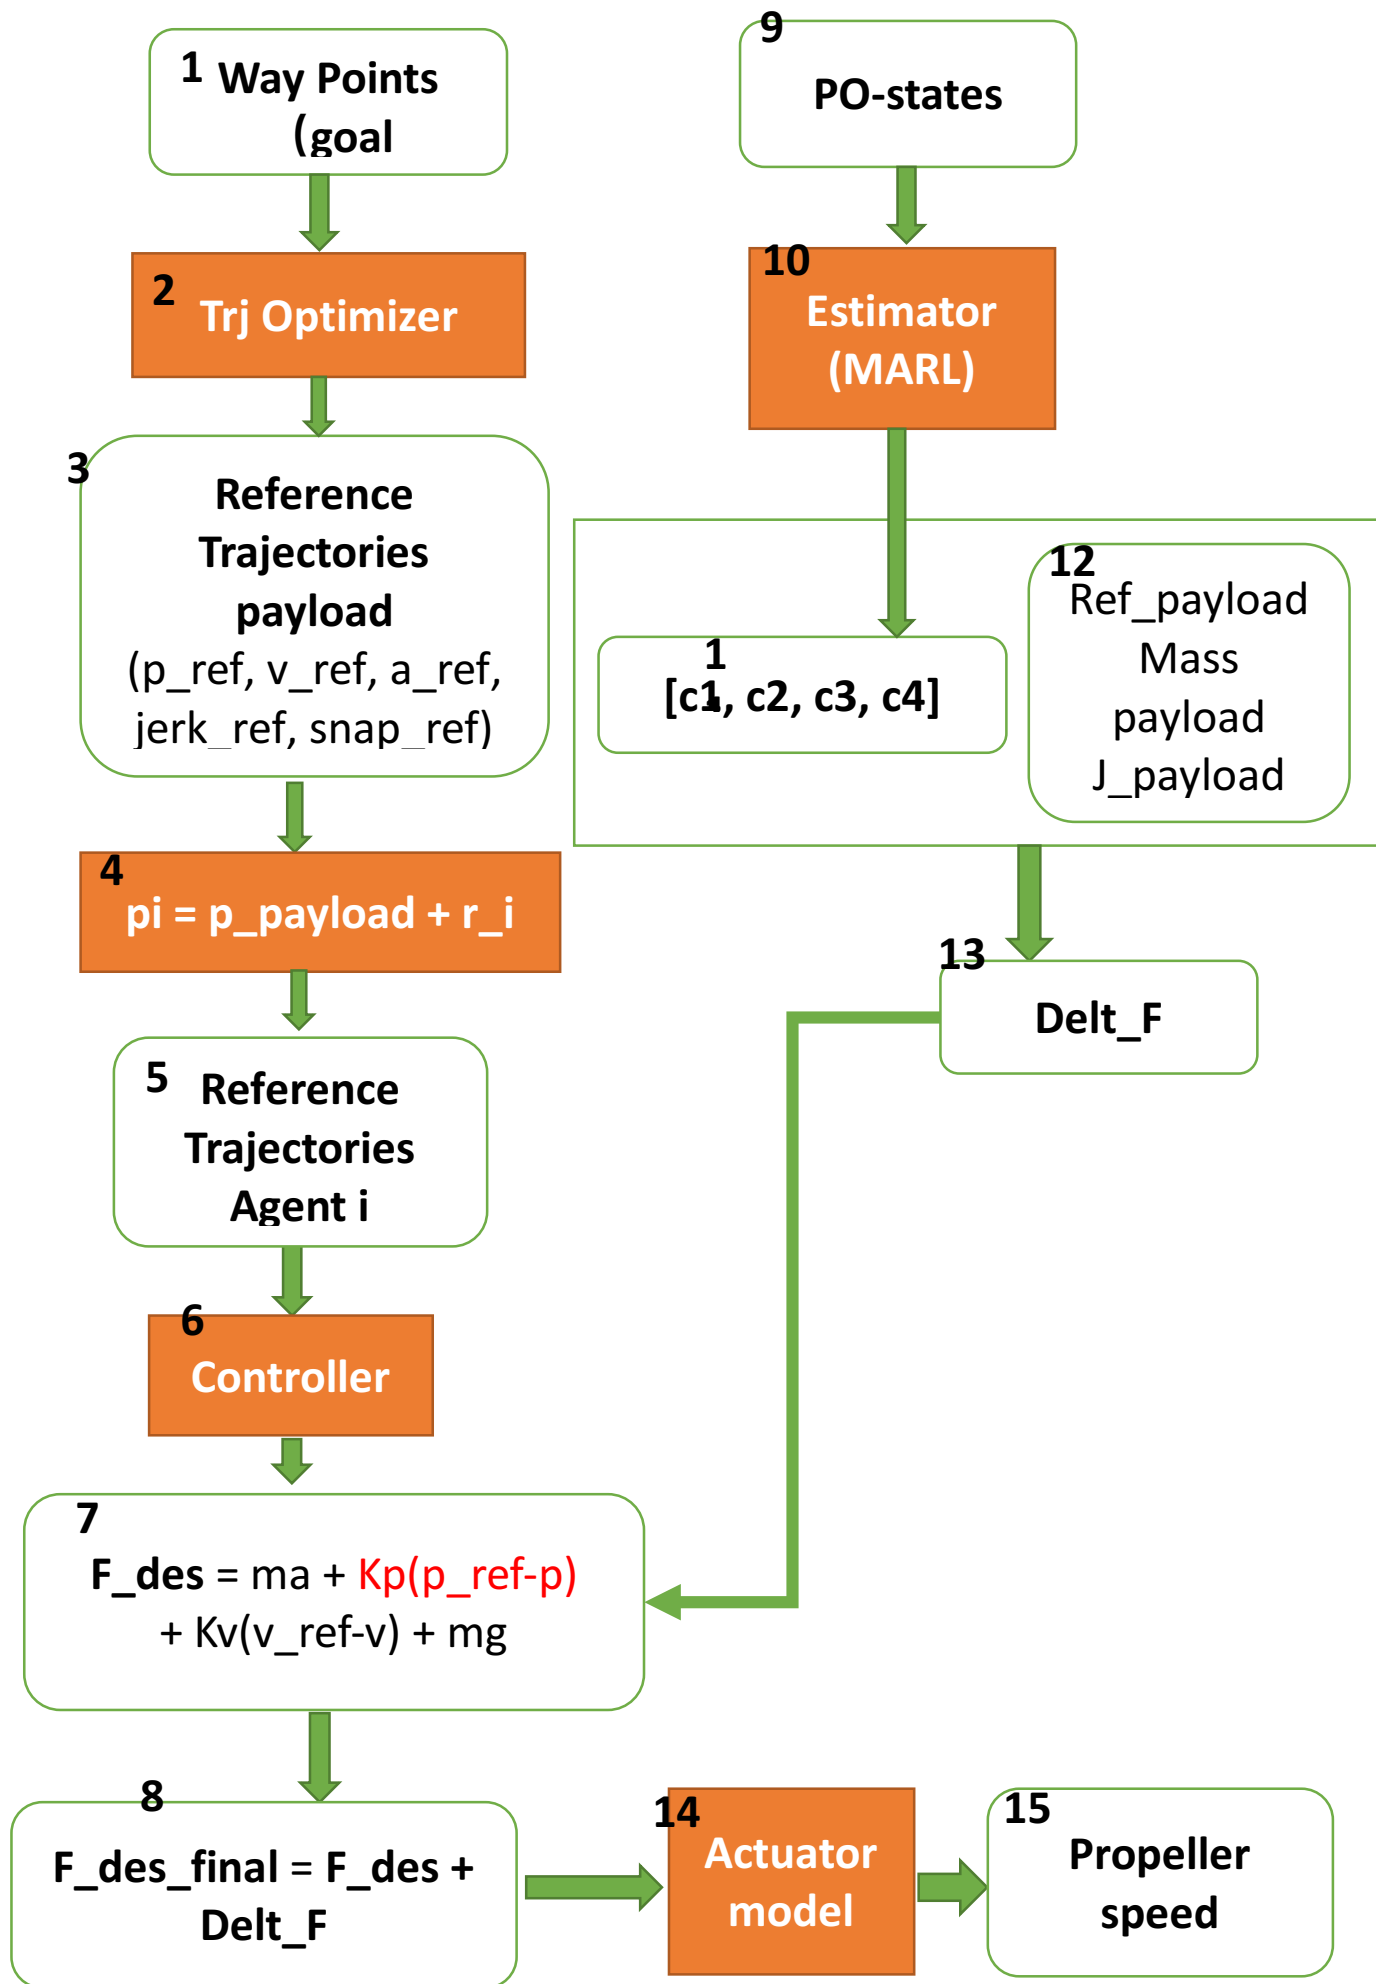 1
Way Points
(goal
2
Trj Optimizer
3
Reference
Trajectories
payload
(p_ref, v_ref, a_ref,
jerk_ref, snap_ref)
4
pi = p_payload + r_i
5
Reference
Trajectories
Agent i
6
Controller
7
F_des = ma + Kp(p_ref-p)
+ Kv(v_ref-v) + mg
8
F_des_final = F_des +
Delt_F
9
PO-states
10
Estimator
(MARL)
1
[c1, c2, c3, c4]
12
Ref_payload
Mass
payload
J_payload
13
Delt_F
14
Actuator
model
15
Propeller
speed